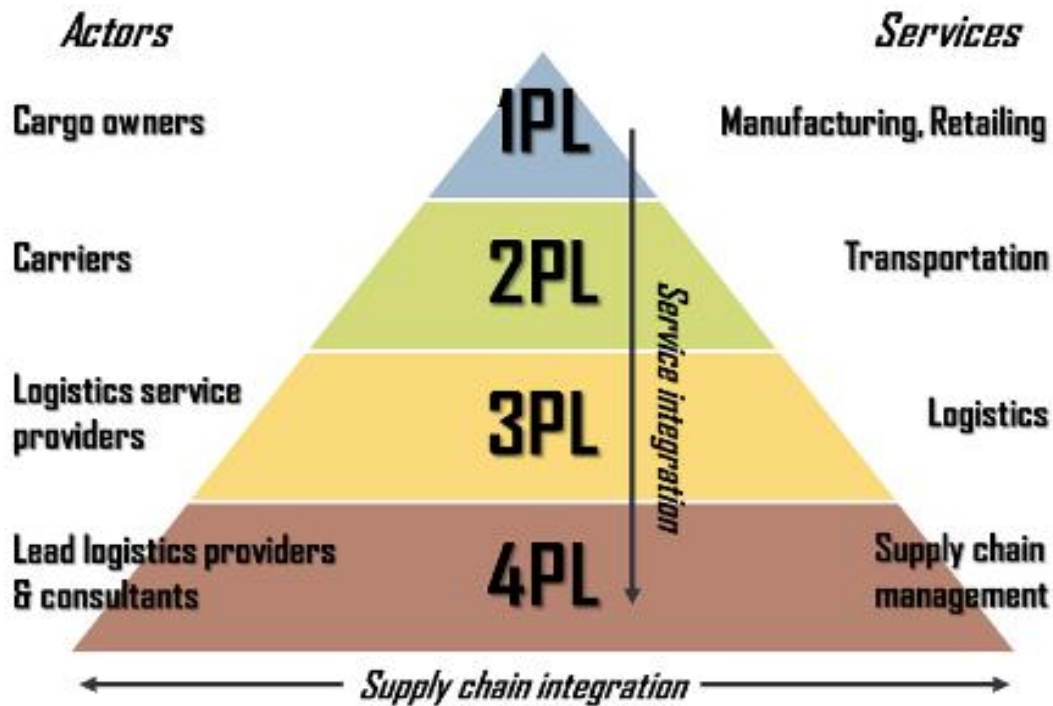 Actors
Services
Cargo owners
1PL
Manufacturing, Retailing
Carriers
2PL
Transportation
Service integration
Logistics service
providers
3PL
Logistics
Lead logistics providers
& consultants
4PL
Supply chain
management
Supply chain integration